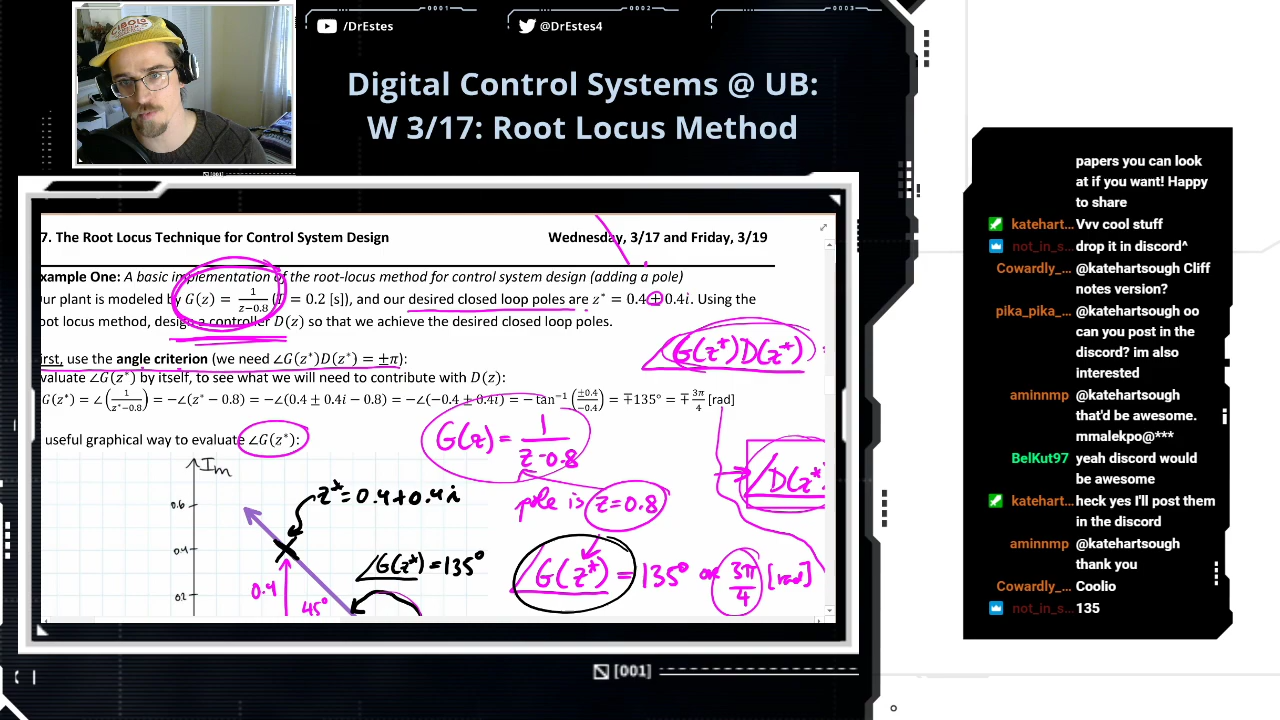 0001
0002
0003
/DrEstes
@DrEstes4
Digital Control Systems @ UB:
W 3/17: Root Locus Method
[001]
7. The Root Locus Technique for Control System Design
Wednesday, 3/17 and Friday, 3/19
xample One: A basic implementation of the root-locus method for control system design (adding a pole)
ur plant is modeled by G(z) = 1/(z−0.8) (T = 0.2 [s]), and our desired closed loop poles are z* = 0.4 ± 0.4i. Using the
oot locus method, design a controller D(z) so that we achieve the desired closed loop poles.
∠G(z*)D(z*) =
irst, use the angle criterion (we need ∠G(z*)D(z*) = ±π):
valuate ∠G(z*) by itself, to see what we will need to contribute with D(z):
G(z*) = ∠(1/(z*−0.8)) = −∠(z* − 0.8) = −∠(0.4 ± 0.4i − 0.8) = −∠(−0.4 ± 0.4i) = −tan⁻¹(±0.4/−0.4) = ∓135° = ∓3π/4 [rad]
useful graphical way to evaluate ∠G(z*):
G(z) = 1/(z-0.8)
∠D(z*)
Im
z* = 0.4+0.4i
pole is z=0.8
0.6
0.4
∠G(z*) = 135°
∠G(z*) = 135° or 3π/4 [rad]
0.4
45°
0.2
[001]
papers you can look
at if you want! Happy
to share
katehart... Vvv cool stuff
not_in_s... drop it in discord^
Cowardly_... @katehartsough Cliff
notes version?
pika_pika_... @katehartsough oo
can you post in the
discord? im also
interested
aminnmp @katehartsough
that'd be awesome.
mmalekpo@***
BelKut97 yeah discord would
be awesome
katehart... heck yes I'll post them
in the discord
aminnmp @katehartsough
thank you
Cowardly_... Coolio
not_in_s... 135